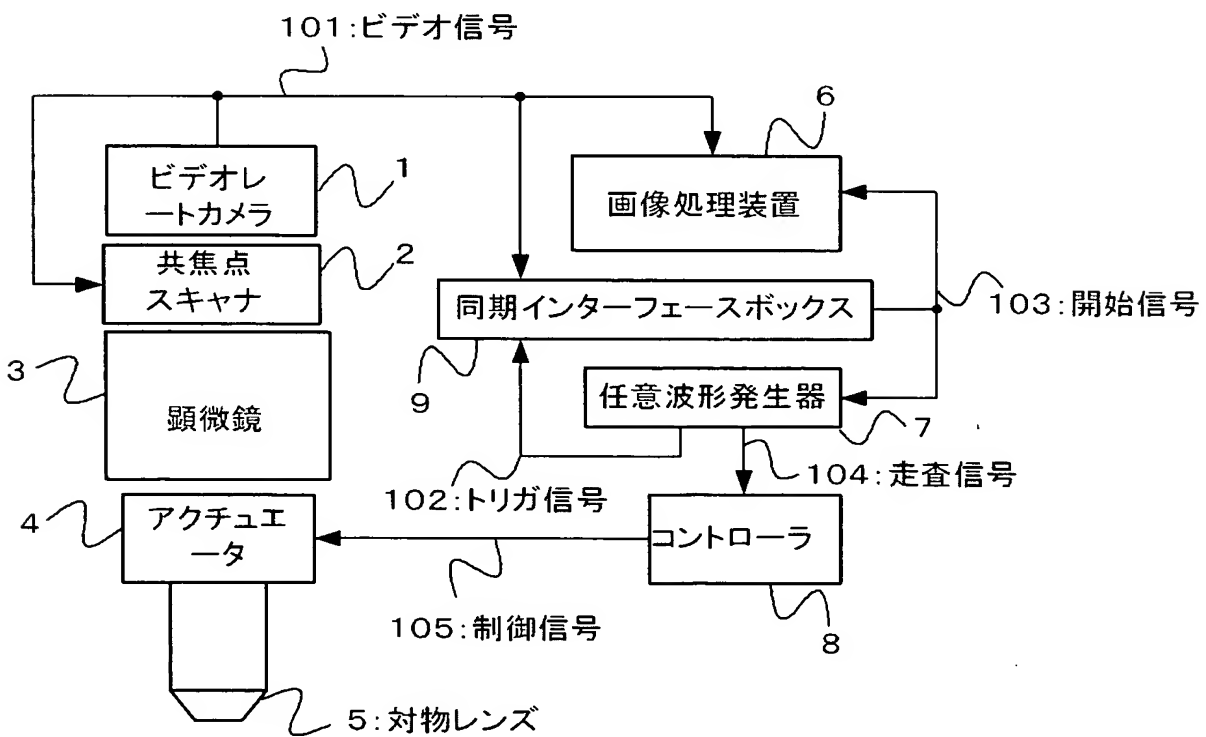 101:ビデオ信号
6
ビデオレ
ートカメラ
1
画像処理装置
共焦点
スキャナ
2
同期インターフェースボックス
103:開始信号
3
顕微鏡
9
任意波形発生器
7
104:走査信号
102:トリガ信号
4
アクチュエ
ータ
コントローラ
105:制御信号
8
5:対物レンズ